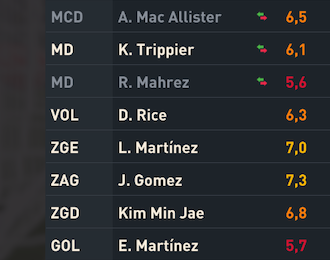 MCD A. Mac Allister 6,5
MD K. Trippier 6,1
MD R. Mahrez 5,6
VOL D. Rice 6,3
ZGE L. Martínez 7,0
ZAG J. Gomez 7,3
ZGD Kim Min Jae 6,8
GOL E. Martínez 5,7